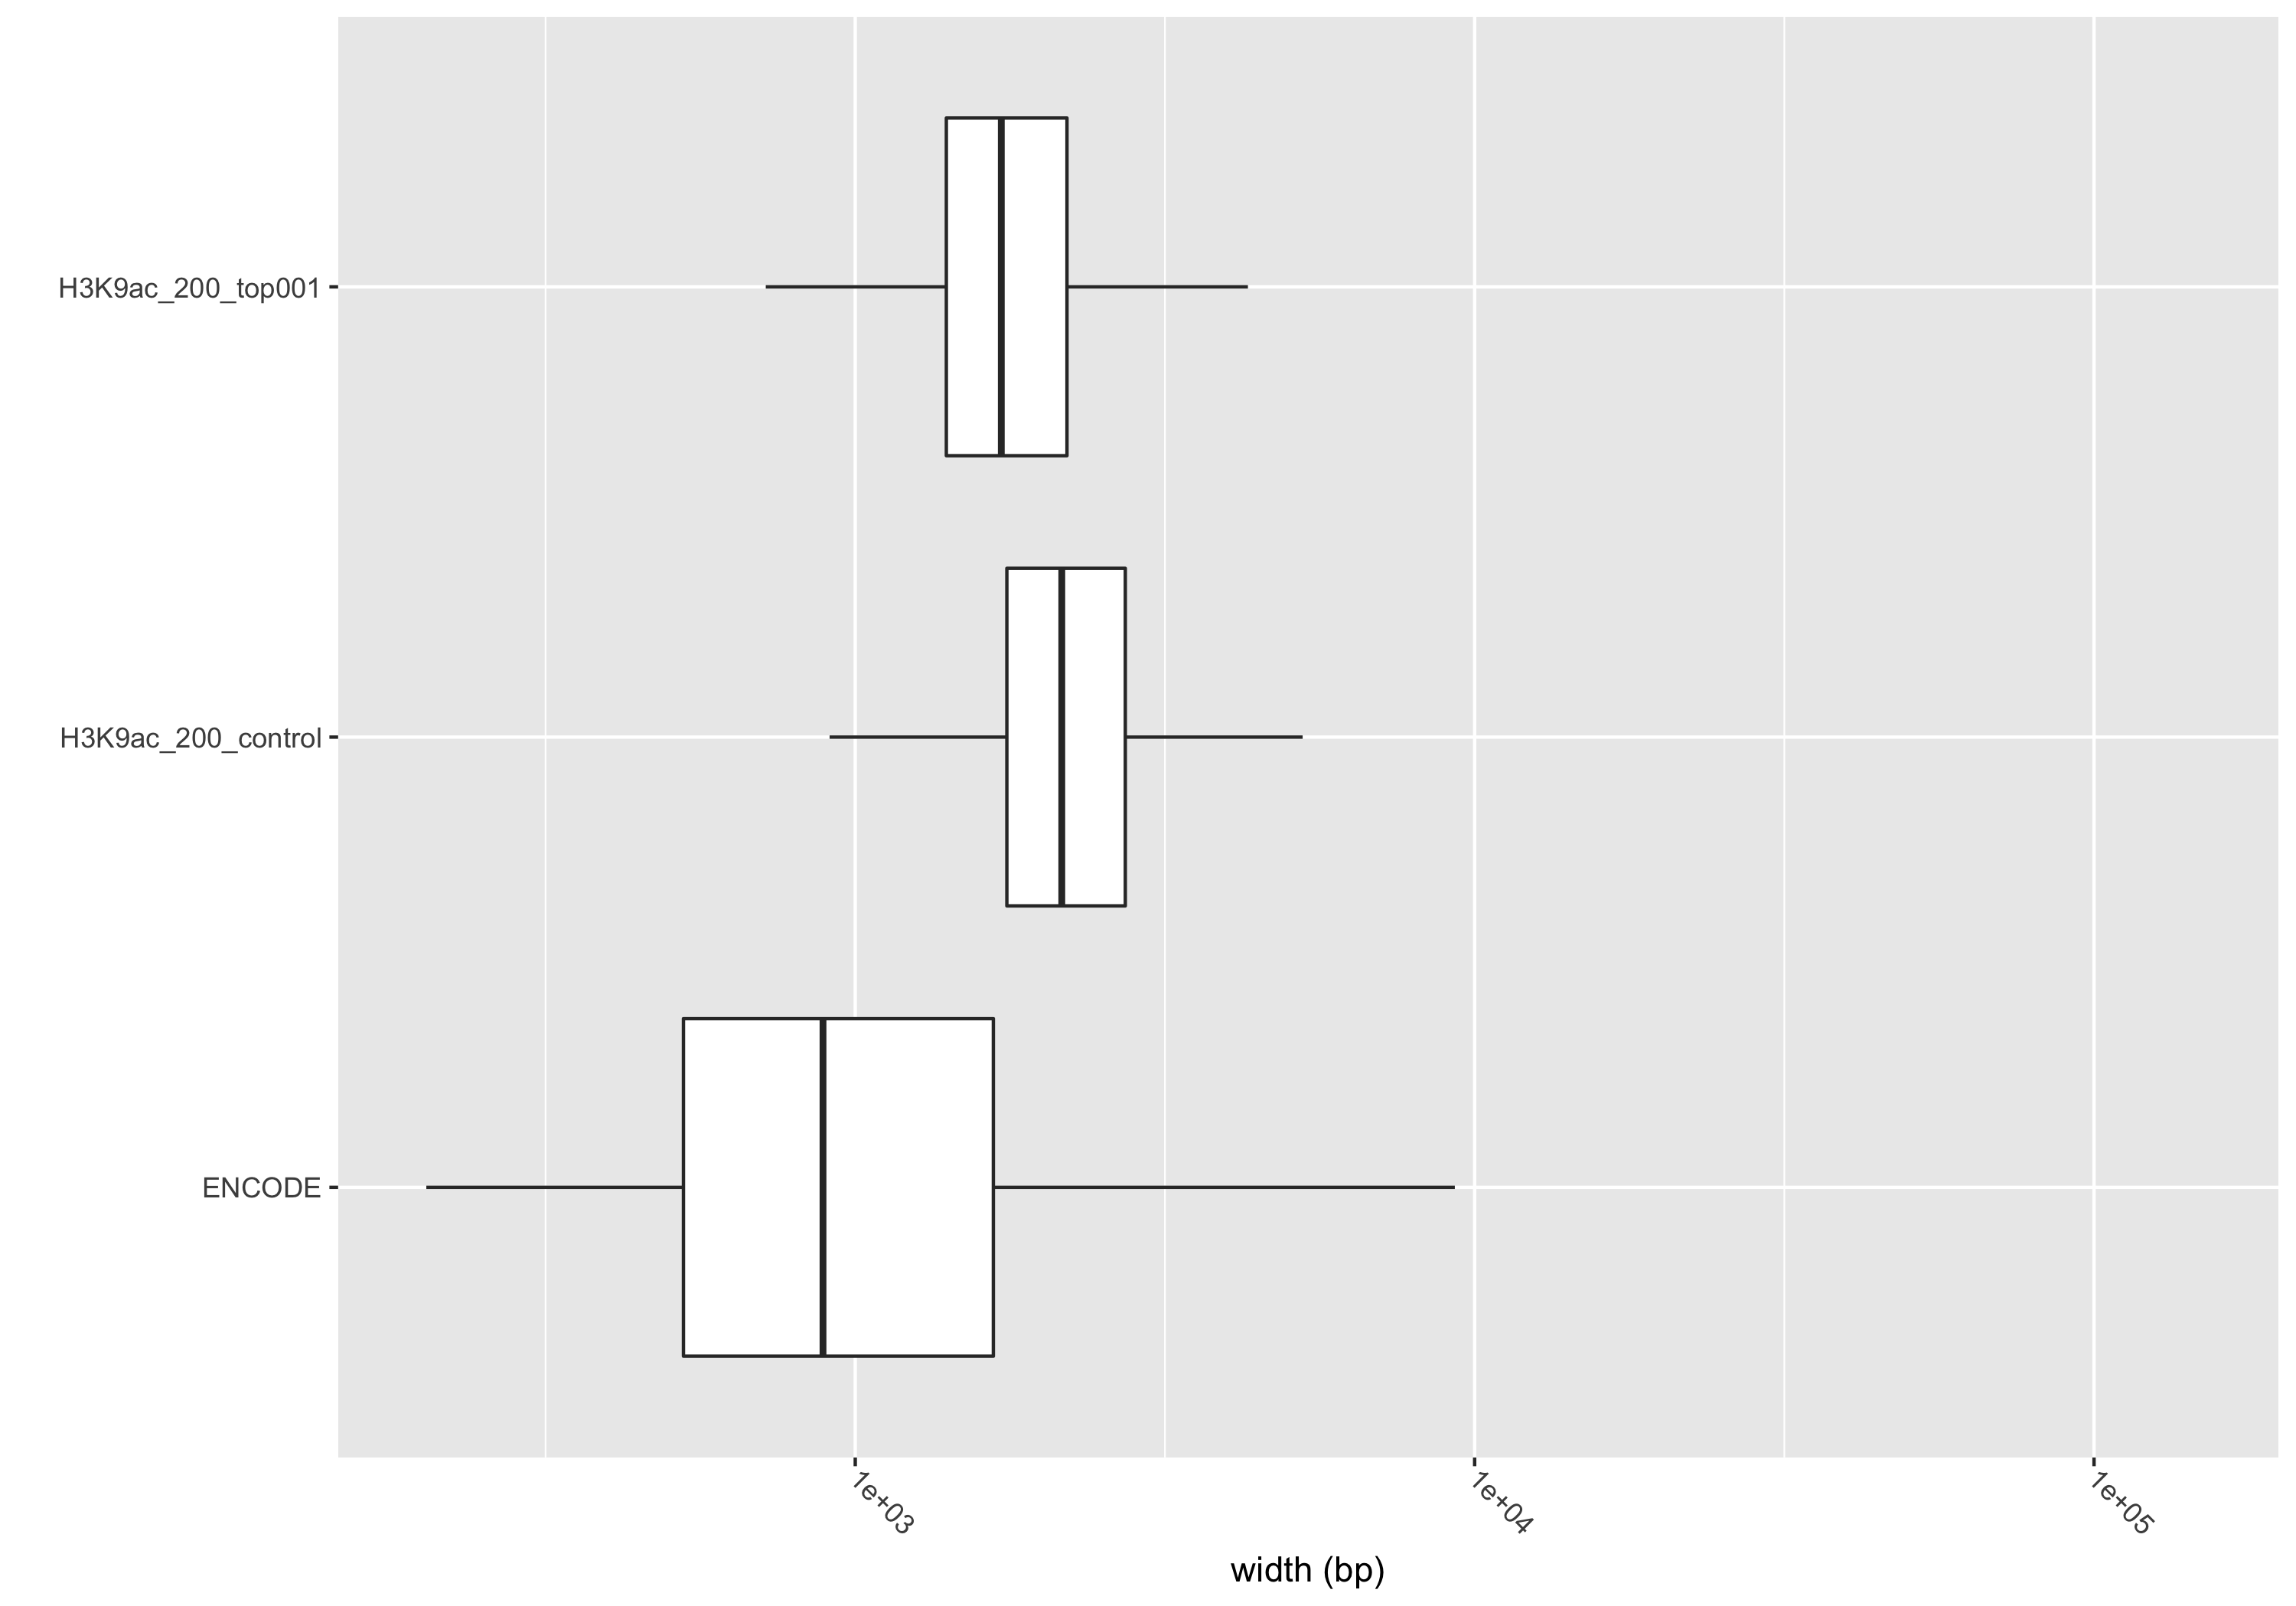 H3K9ac_200_top001
H3K9ac_200_control
ENCODE
1e+03
1e+04
1e+05
width (bp)